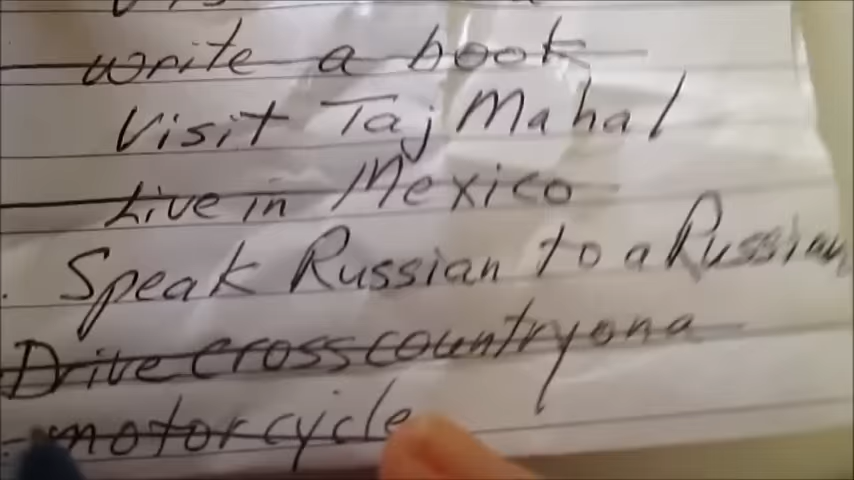 write a book
Visit Taj Mahal
Live in Mexico
Speak Russian to a Russian
Drive cross country on a
motorcycle